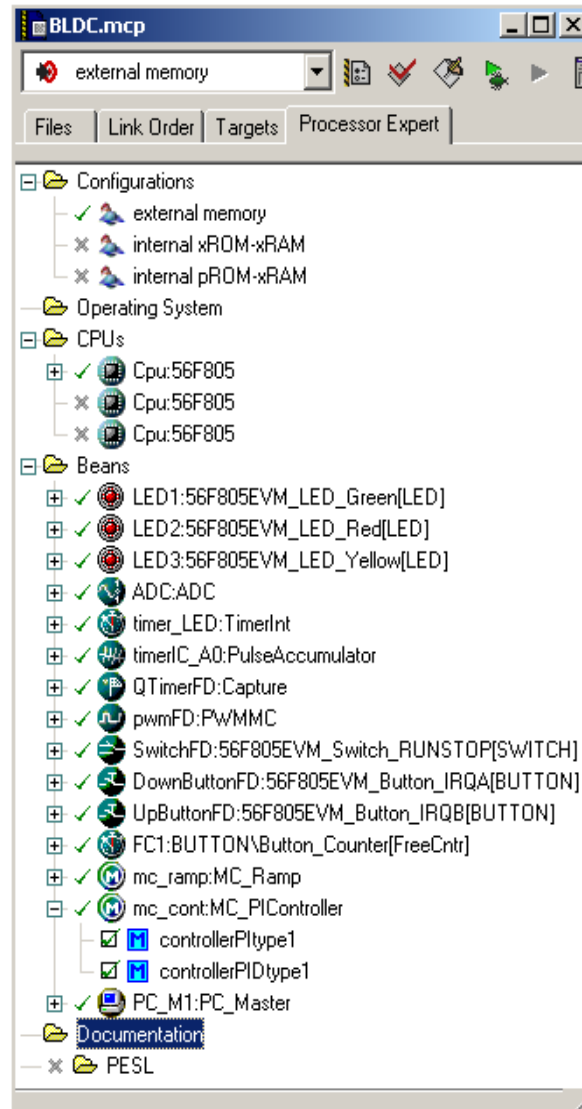 BLDC.mcp
external memory
Files Link Order Targets Processor Expert
Configurations
external memory
internal xROM-xRAM
internal pROM-xRAM
Operating System
CPUs
Cpu:56F805
Cpu:56F805
Cpu:56F805
Beans
LED1:56F805EVM_LED_Green[LED]
LED2:56F805EVM_LED_Red[LED]
LED3:56F805EVM_LED_Yellow[LED]
ADC:ADC
timer_LED:TimerInt
timerIC_A0:PulseAccumulator
QTimerFD:Capture
pwmFD:PWMMC
SwitchFD:56F805EVM_Switch_RUNSTOP[SWITCH]
DownButtonFD:56F805EVM_Button_IRQA[BUTTON]
UpButtonFD:56F805EVM_Button_IRQB[BUTTON]
FC1:BUTTON\Button_Counter[FreeCntr]
mc_ramp:MC_Ramp
mc_cont:MC_PIController
M controllerPItype1
M controllerPIDtype1
PC_M1:PC_Master
Documentation
PESL